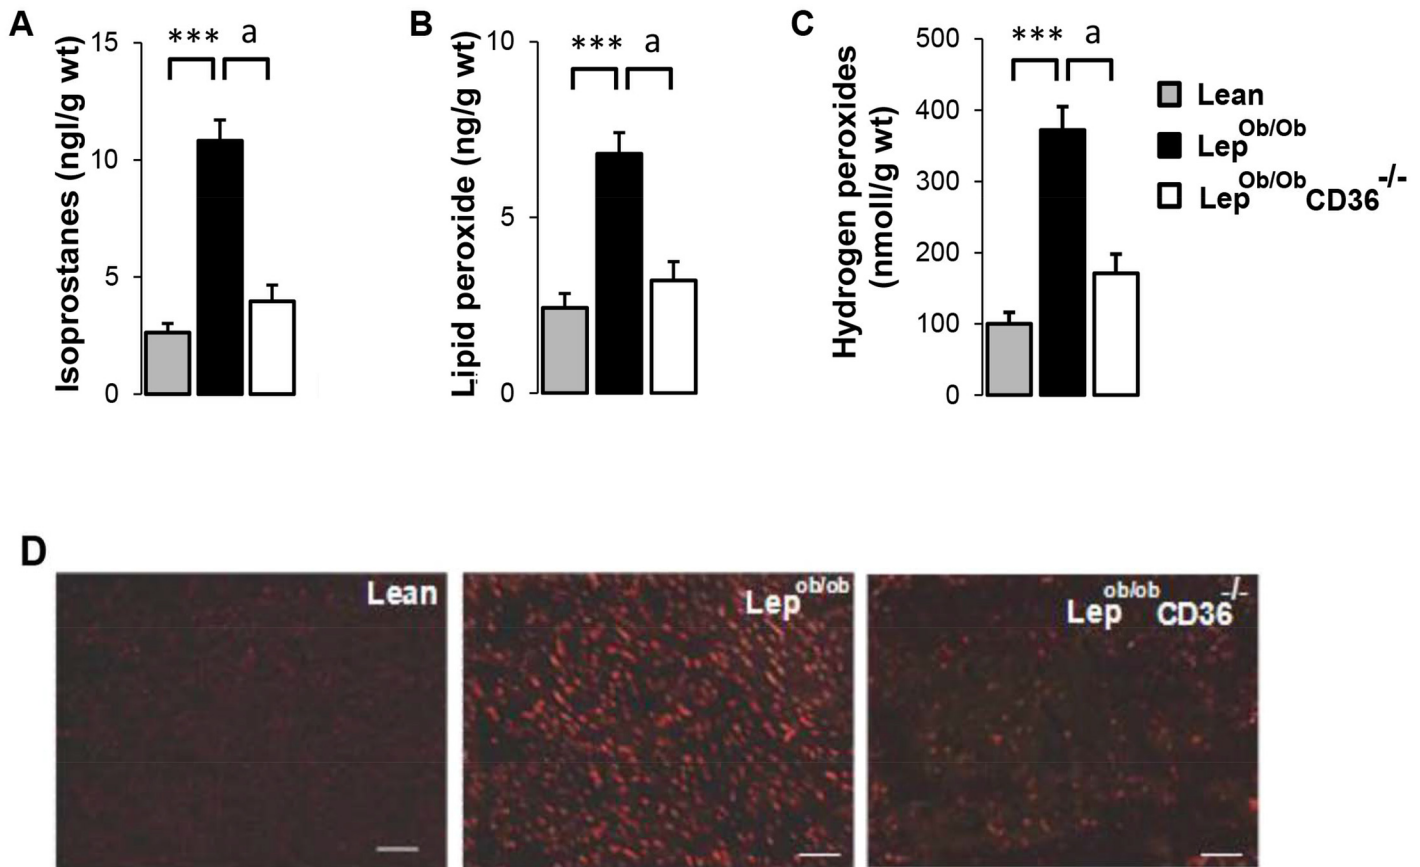 A
15
10
5
0
Isoprostanes (ngl/g wt)
*** a
B
10
5
0
Lipid peroxide (ng/g wt)
*** a
C
500
400
300
200
100
0
Hydrogen peroxides
(nmoll/g wt)
*** a
Lean
Lep Ob/Ob
Lep Ob/Ob CD36 -/-
D
Lean
Lep ob/ob
Lep ob/ob CD36 -/-